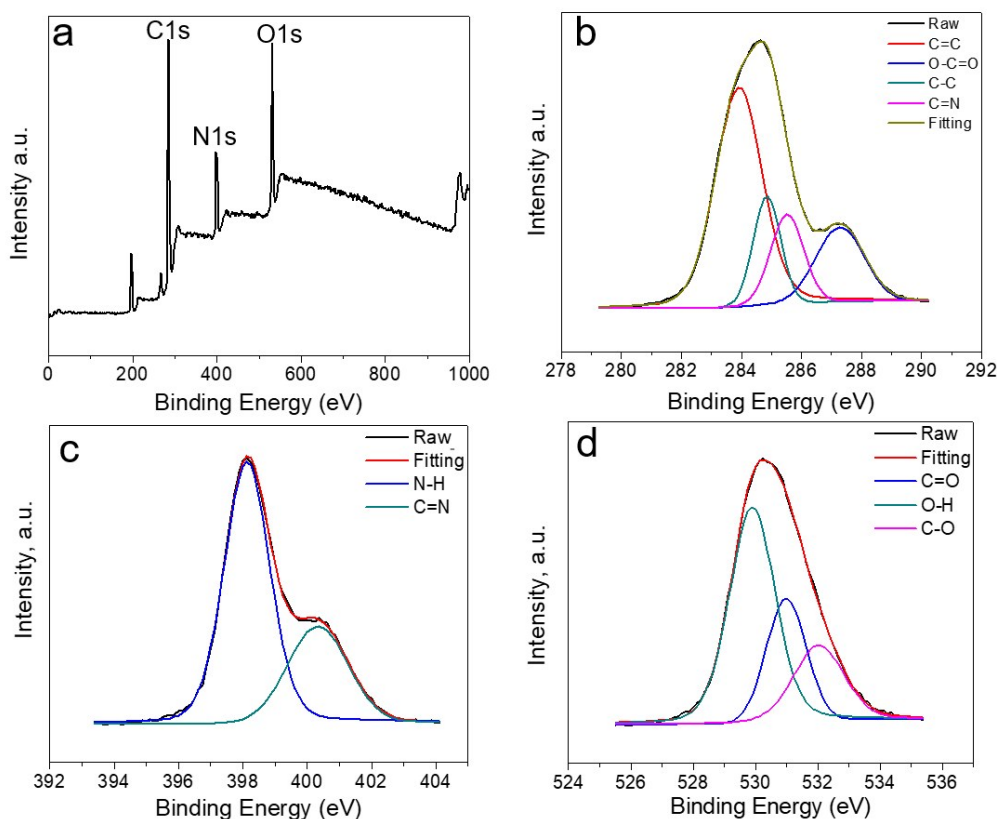 a
C1s
O1s
N1s
Intensity a.u.
0 200 400 600 800 1000
Binding Energy (eV)
b
Raw
C=C
O-C=O
C-C
C=N
Fitting
Intensity a.u.
278 280 282 284 286 288 290 292
Binding Energy (eV)
c
Raw
Fitting
N-H
C=N
Intensity, a.u.
392 394 396 398 400 402 404
Binding Energy (eV)
d
Raw
Fitting
C=O
O-H
C-O
Intensity, a.u.
524 526 528 530 532 534 536
Binding Energy (eV)